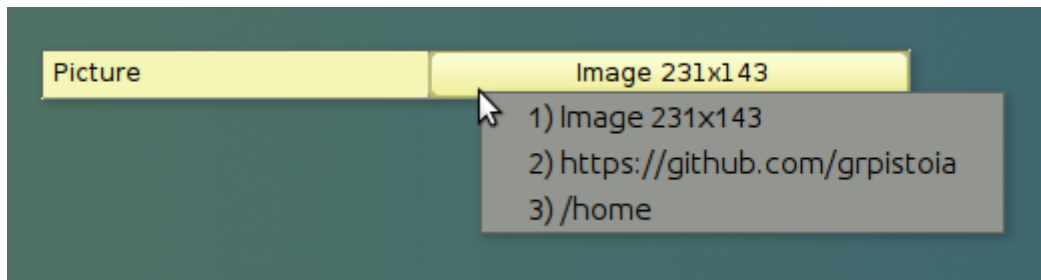 Picture
Image 231x143
1) Image 231x143
2) https://github.com/grpistoia
3) /home